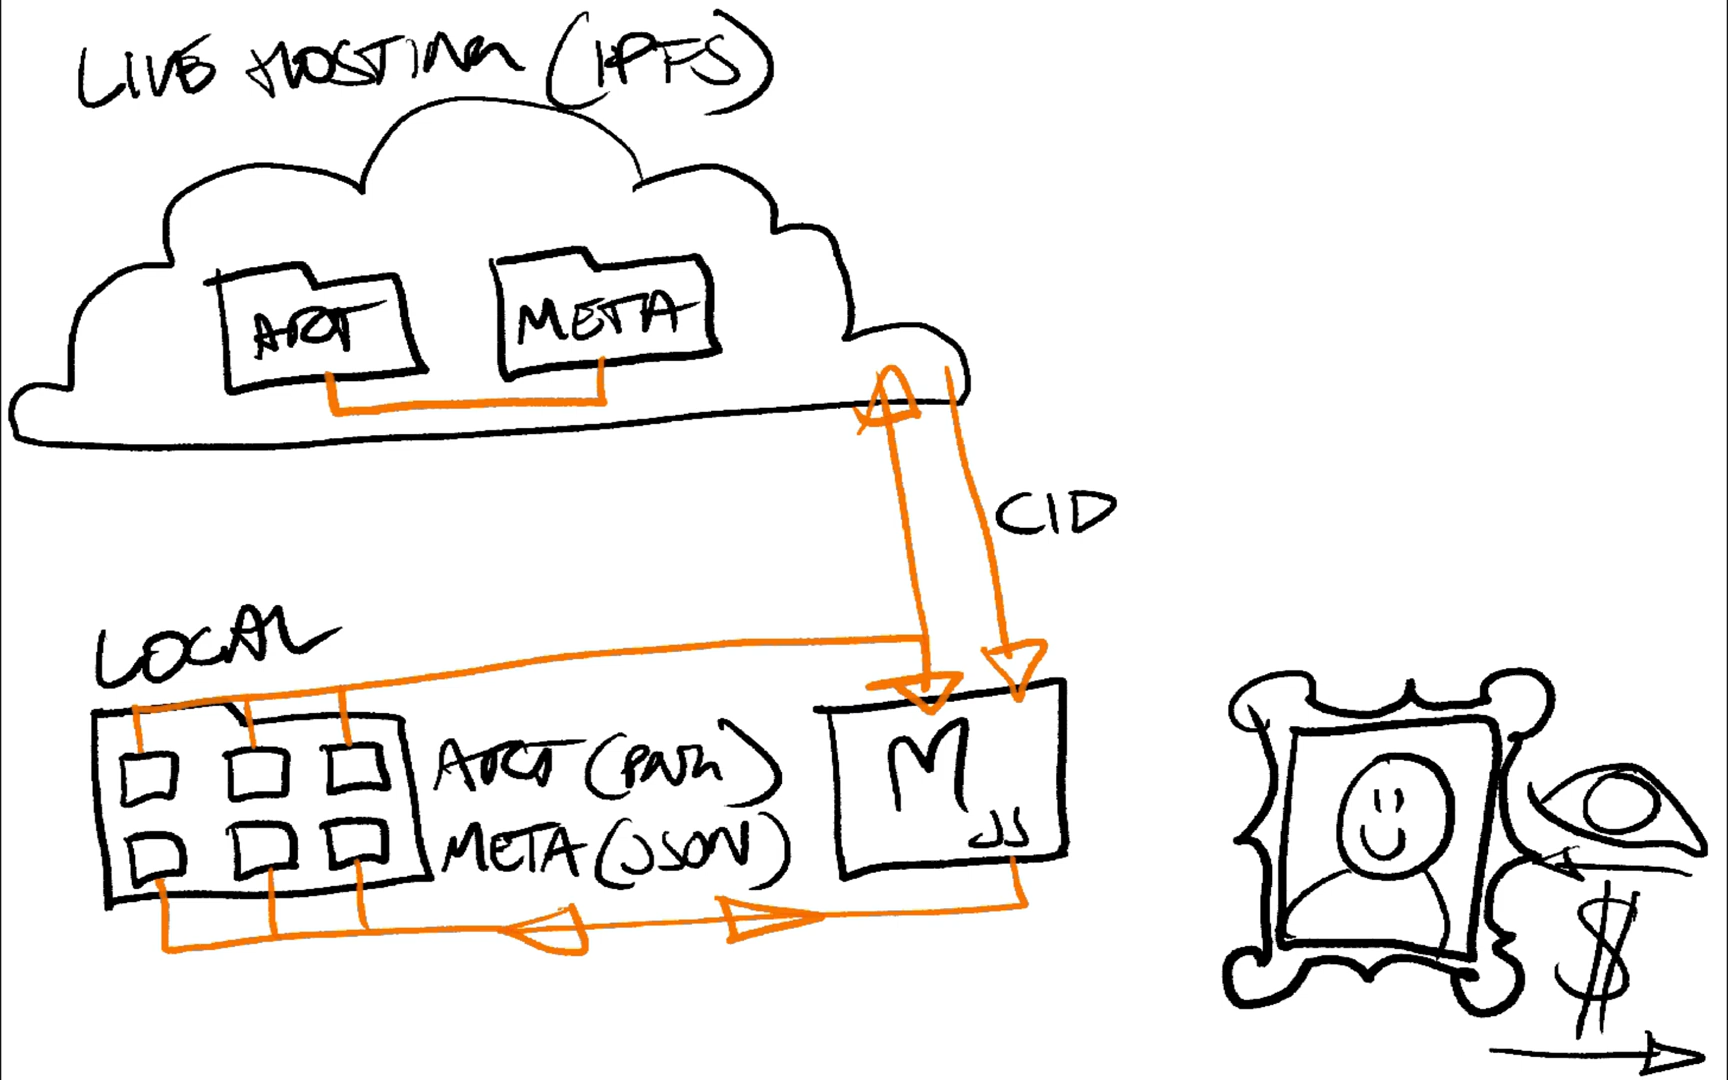 LIVE HOSTING (IPFS)
ART
META
CID
LOCAL
ART (PNG)
META (JSON)
M
JS
$